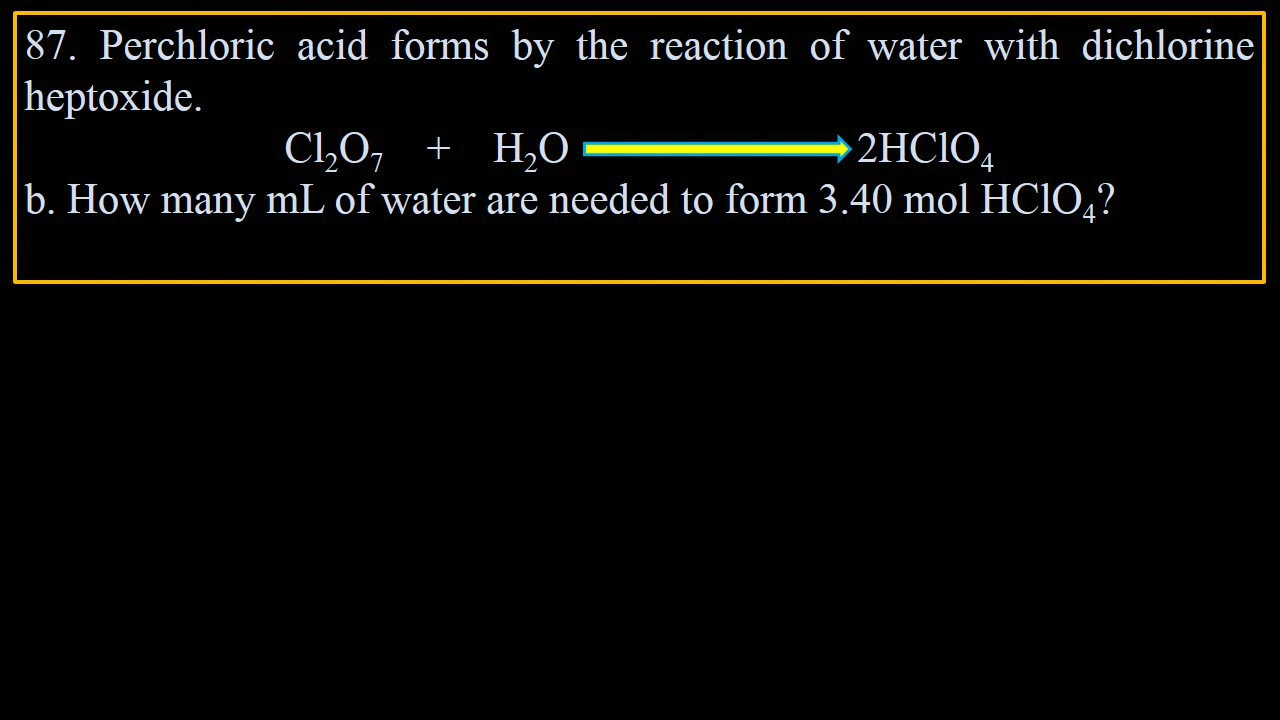 87. Perchloric acid forms by the reaction of water with dichlorine
heptoxide.
Cl₂O₇ + H₂O 2HClO₄
b. How many mL of water are needed to form 3.40 mol HClO₄?